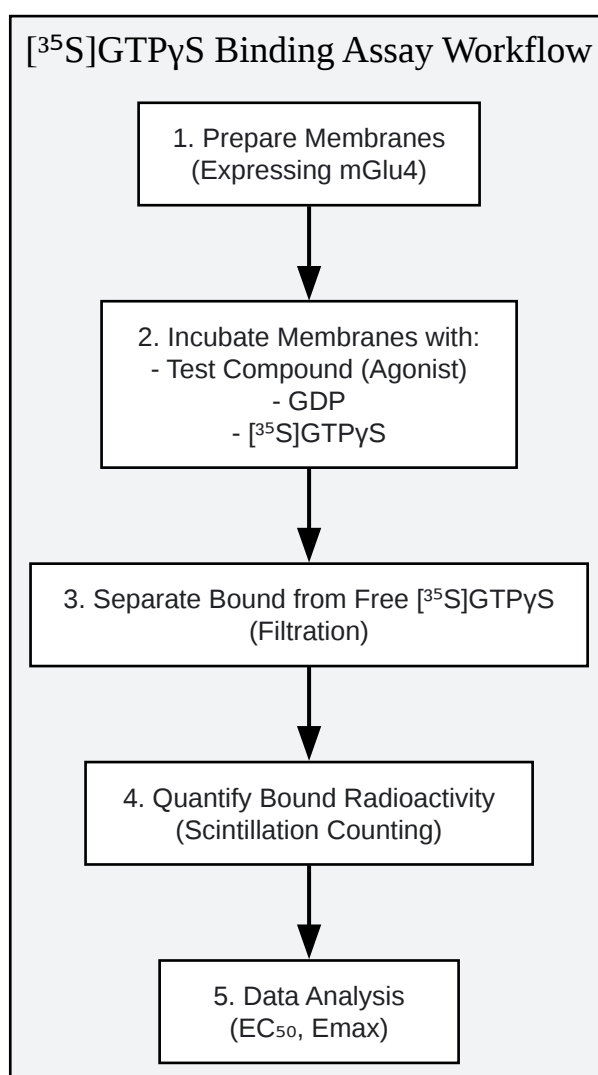 [³⁵S]GTPγS Binding Assay Workflow
1. Prepare Membranes
(Expressing mGlu4)
2. Incubate Membranes with:
- Test Compound (Agonist)
- GDP
- [³⁵S]GTPγS
3. Separate Bound from Free [³⁵S]GTPγS
(Filtration)
4. Quantify Bound Radioactivity
(Scintillation Counting)
5. Data Analysis
(EC₅₀, Emax)